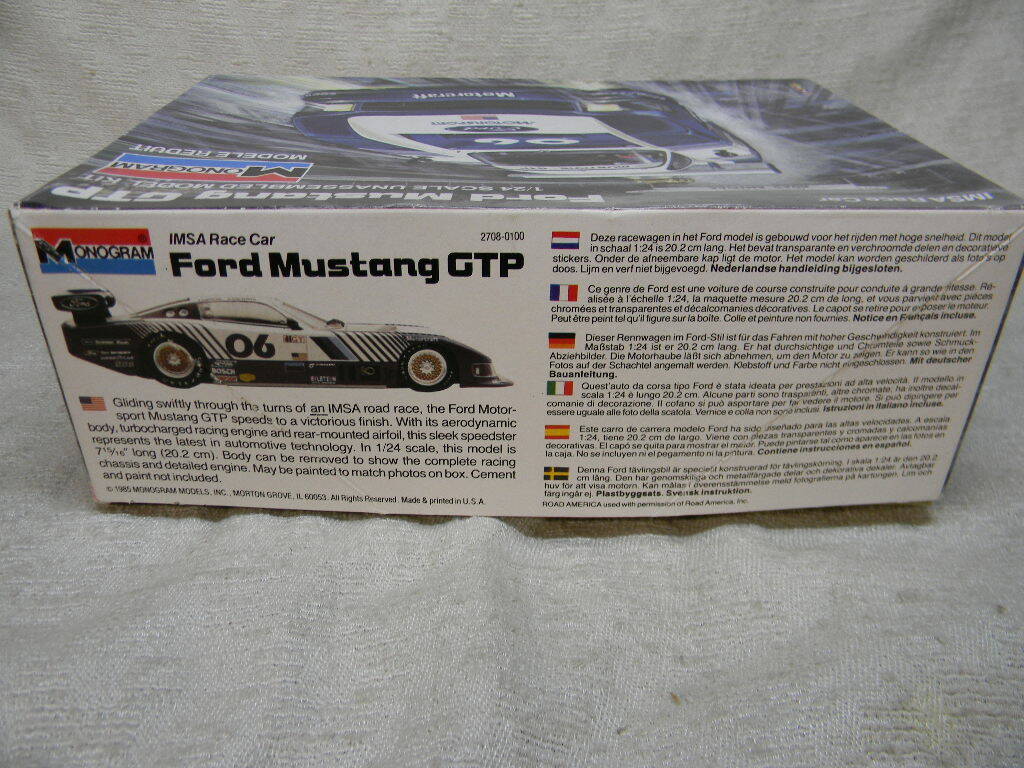 Motorcraft
MOTORSPORT
Ford
06
MODELE REDUIT
MONOGRAM
1/24 SCALE UNASSEMBLED MODEL KIT
Ford Mustang GTP
IMSA Race Car
MONOGRAM
IMSA Race Car
2708-0100
Ford Mustang GTP
Ford
06
BOSCH
Motorcraft
Gliding swiftly through the turns of an IMSA road race, the Ford Motor-
sport Mustang GTP speeds to a victorious finish. With its aerodynamic
body, turbocharged racing engine and rear-mounted airfoil, this sleek speedster
represents the latest in automotive technology. In 1/24 scale, this model is
7 15/16" long (20.2 cm). Body can be removed to show the complete racing
chassis and detailed engine. May be painted to match photos on box. Cement
and paint not included.
© 1985 MONOGRAM MODELS, INC., MORTON GROVE, IL 60053. All Rights Reserved. Made & printed in U.S.A.
Deze racewagen in het Ford model is gebouwd voor het rijden met hoge snelheid. Dit model
in schaal 1:24 is 20.2 cm lang. Het bevat transparante en verchroomde delen en decoratieve
stickers. Onder de afneembare kap ligt de motor. Het model kan worden geschilderd als foto's op
doos. Lijm en verf niet bijgevoegd. Nederlandse handleiding bijgesloten.
Ce genre de Ford est une voiture de course construite pour conduite à grande vitesse. Ré-
alisée à l'échelle 1:24, la maquette mesure 20.2 cm de long, et vous parvient avec pièces
chromées et transparentes et décalcomanies décoratives. Le capot se retire pour exposer le moteur.
Peut être peint tel qu'il figure sur la boîte. Colle et peinture non fournies. Notice en Français incluse.
Dieser Rennwagen im Ford-Stil ist für das Fahren mit hoher Geschwindigkeit konstruiert. Im
Maßstab 1:24 ist er 20.2 cm lang. Er hat durchsichtige und Chromteile sowie Schmuck-
Abziehbilder. Die Motorhaube läßt sich abnehmen, um den Motor zu zeigen. Er kann so wie in den
Fotos auf der Schachtel angemalt werden. Klebstoff und Farbe nicht eingeschlossen. Mit deutscher
Bauanleitung.
Quest'auto da corsa tipo Ford è stata ideata per prestazioni ad alta velocità. Il modello in
scala 1:24 è lungo 20.2 cm. Alcune parti sono trasparenti, altre chromate, ha inoltre decal-
comanie di decorazione. Il cofano si può asportare per far vedere il motore. Si può dipingere per
essere uguale alle foto della scatola. Vernice e colla non sono inclusi. Istruzioni in italiano incluse.
Este carro de carrera modelo Ford ha sido diseñado para las altas velocidades. A escala
1:24, tiene 20.2 cm de largo. Viene con piezas transparentes y cromadas y calcomanías
decorativas. El capó se quita para mostrar el motor. Puede pintarse tal como aparece en las fotos en
la caja. No se incluyen ni el pegamento ni la pintura. Contiene instrucciones en español.
Denna Ford tävlingsbil är speciellt konstruerad för tävlingskörning. I skala 1:24 är den 20.2
cm lång. Den har genomskinliga och metallfärgade delar och dekorativa dekaler. Avtagbar
huv för att visa motorn. Kan målas i överensstämmelse med fotografierna på kartongen. Lim och
färg ingår ej. Plastbyggsats. Svensk instruktion.
ROAD AMERICA used with permission of Road America, Inc.